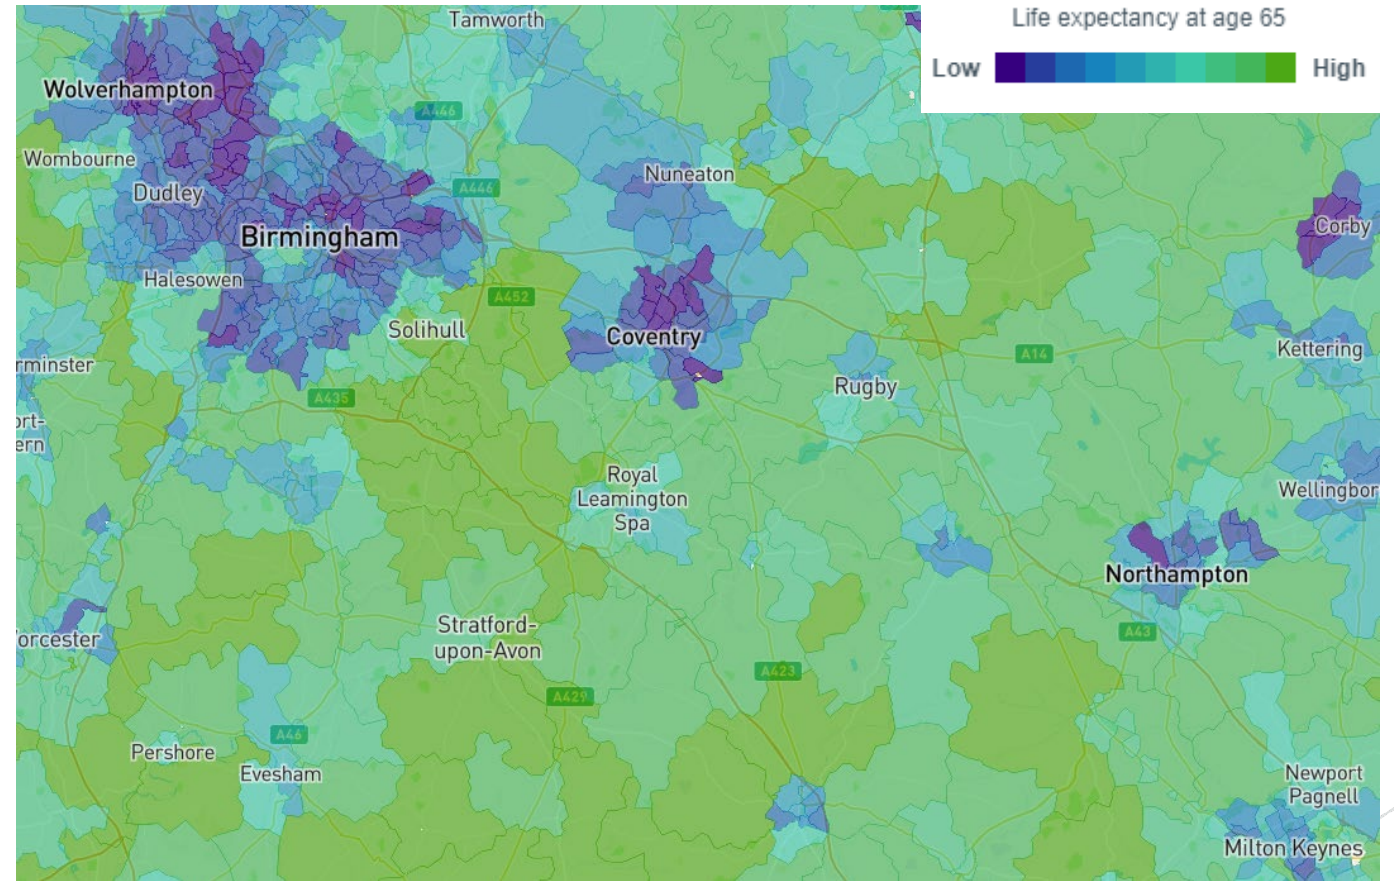 Life expectancy at age 65
Low
High
Tamworth
Wolverhampton
A446
Wombourne
Nuneaton
Dudley
A446
Corby
Birmingham
Halesowen
A452
Solihull
Coventry
A14
Kettering
rminster
Rugby
A435
ort-
ern
Royal
Leamington
Spa
Wellingbor
Northampton
Stratford-
upon-Avon
orcester
A43
A423
A429
A46
Pershore
Evesham
Newport
Pagnell
Milton Keynes